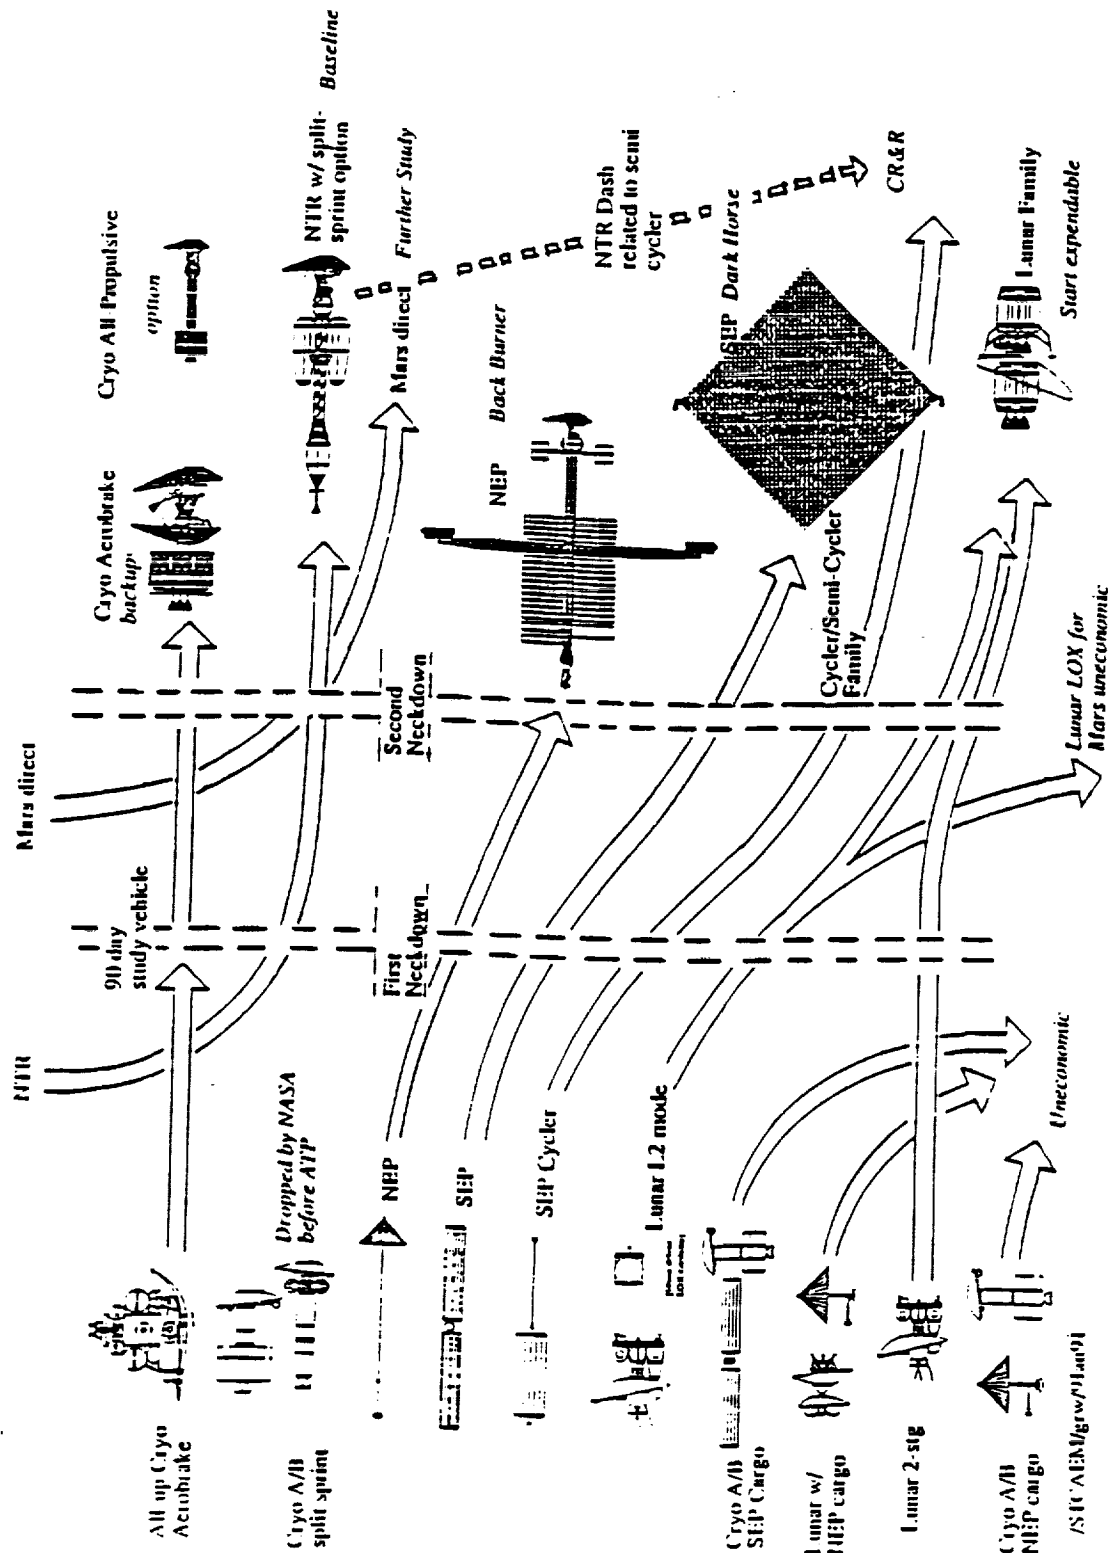 All up Cryo
Aerobrake
Cryo A/B
split sprint
Dropped by NASA
before ATP
NTR
90 day
study vehicle
Mars direct
Cryo Aerobrake
backup
Cryo All-Propulsive
option
NTR w/ split-
sprint option
Baseline
Mars direct
Further Study
First
Neckdown
Second
Neckdown
NEP
NEP
Back Burner
NTR Dash
related to semi
cycler
SEP
SEP
Dark Horse
CR&R
SEP Cycler
Cycler/Semi-Cycler
Family
Lunar L2 mode
Cryo A/B
SEP Cargo
Lunar w/
NEP cargo
Lunar 2-stg
Cryo A/B
NEP cargo
Uneconomic
Lunar LOX for
Mars uneconomic
Lunar Family
Start expendable